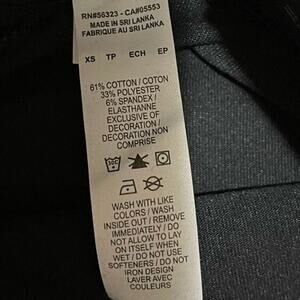 RN#56323 - CA#05553
MADE IN SRI LANKA
FABRIQUE AU SRI LANKA
XS TP ECH EP
61% COTTON / COTON
33% POLYESTER
6% SPANDEX /
ELASTHANNE
EXCLUSIVE OF
DECORATION /
DECORATION NON
COMPRISE
WASH WITH LIKE
COLORS / WASH
INSIDE OUT / REMOVE
IMMEDIATELY / DO
NOT ALLOW TO LAY
ON ITSELF WHEN
WET / DO NOT USE
SOFTENERS / DO NOT
IRON DESIGN
LAVER AVEC
COULEURS